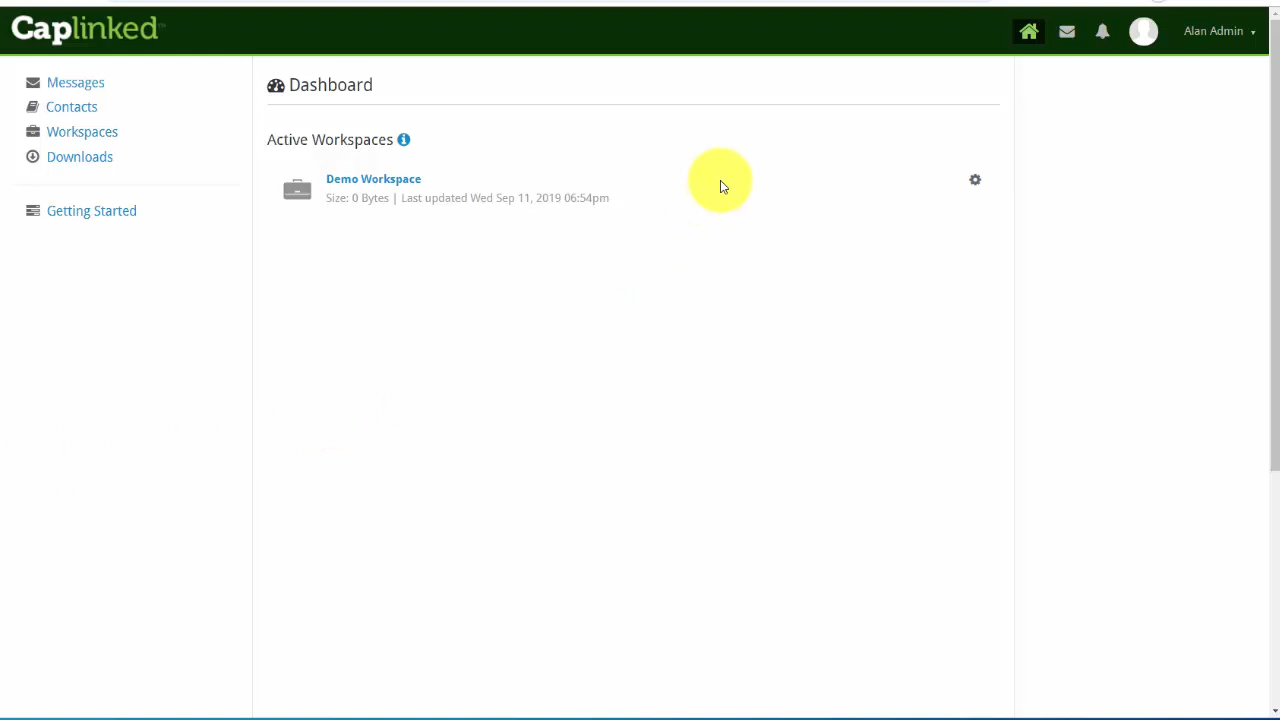 Caplinked™
Alan Admin
Messages
Contacts
Workspaces
Downloads
Getting Started
Dashboard
Active Workspaces
Demo Workspace
Size: 0 Bytes | Last updated Wed Sep 11, 2019 06:54pm